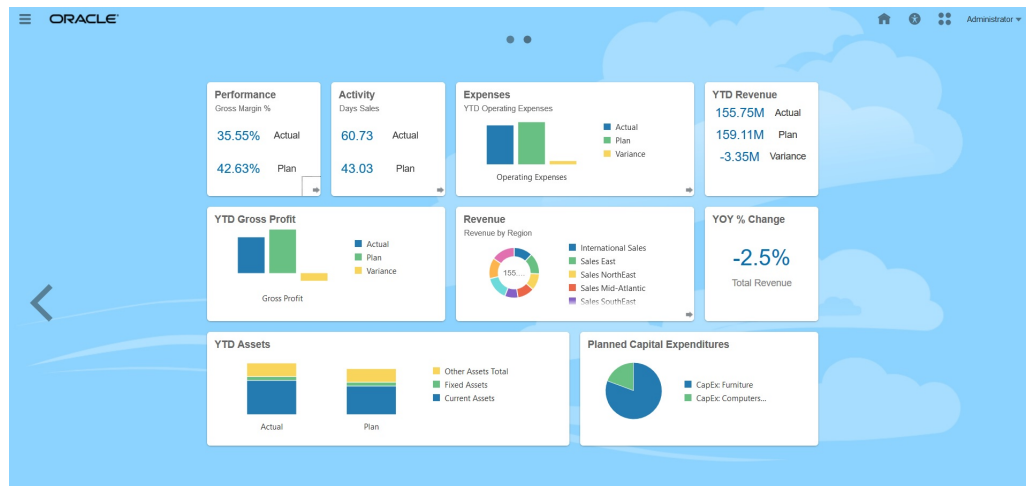 ORACLE
Administrator
Performance
Gross Margin %
35.55% Actual
42.63% Plan
Activity
Days Sales
60.73 Actual
43.03 Plan
Expenses
YTD Operating Expenses
Actual
Plan
Variance
Operating Expenses
YTD Revenue
155.75M Actual
159.11M Plan
-3.35M Variance
YTD Gross Profit
Actual
Plan
Variance
Gross Profit
Revenue
Revenue by Region
155...
International Sales
Sales East
Sales NorthEast
Sales Mid-Atlantic
Sales SouthEast
YOY % Change
-2.5%
Total Revenue
YTD Assets
Other Assets Total
Fixed Assets
Current Assets
Actual Plan
Planned Capital Expenditures
CapEx: Furniture
CapEx: Computers...